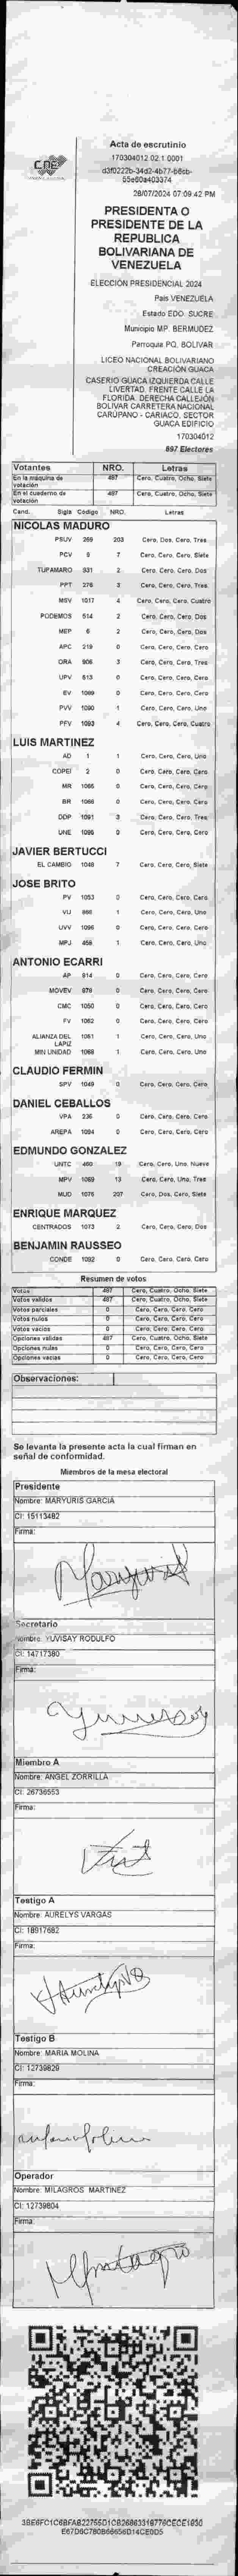 CNE
Acta de escrutinio
170304012.02.1.0001
28/07/2024 07:09:42 PM
PRESIDENTA O
PRESIDENTE DE LA
REPUBLICA
BOLIVARIANA DE
VENEZUELA
ELECCIÓN PRESIDENCIAL 2024
Pais VENEZUELA
Estado EDO. SUCRE
Municipio MP. BERMUDEZ
Parroquia PQ. BOLIVAR
LICEO NACIONAL BOLIVARIANO
CREACIÓN GUACA
CASERIO GUACA IZQUIERDA CALLE
LIVERTAD. FRENTE CALLE LA
FLORIDA. DERECHA CALLEJÓN
BOLIVAR CARRETERA NACIONAL
CARUPANO - CARIACO. SECTOR
GUACA EDIFICIO
170304012
897 Electores
Votantes NRO. Letras
En la máquina de votación 487 Cero, Cuatro, Ocho, Siete
En el cuaderno de votación 487 Cero, Cuatro, Ocho, Siete
Cand. Sigla Código NRO. Letras
NICOLAS MADURO
PSUV 269 203 Cero, Dos, Cero, Tres
PCV 9 7 Cero, Cero, Cero, Siete
TUPAMARO 931 2 Cero, Cero, Cero, Dos
PPT 276 3 Cero, Cero, Cero, Tres
MSV 1017 4 Cero, Cero, Cero, Cuatro
PODEMOS 514 2 Cero, Cero, Cero, Dos
MEP 6 2 Cero, Cero, Cero, Dos
APC 219 0 Cero, Cero, Cero, Cero
ORA 906 3 Cero, Cero, Cero, Tres
UPV 613 0 Cero, Cero, Cero, Cero
EV 1089 0 Cero, Cero, Cero, Cero
PVV 1090 1 Cero, Cero, Cero, Uno
PFV 1093 4 Cero, Cero, Cero, Cuatro
LUIS MARTINEZ
AD 1 1 Cero, Cero, Cero, Uno
COPEI 2 0 Cero, Cero, Cero, Cero
MR 1065 0 Cero, Cero, Cero, Cero
BR 1066 0 Cero, Cero, Cero, Cero
DDP 1091 3 Cero, Cero, Cero, Tres
UNE 1095 0 Cero, Cero, Cero, Cero
JAVIER BERTUCCI
EL CAMBIO 1048 7 Cero, Cero, Cero, Siete
JOSE BRITO
PV 1053 0 Cero, Cero, Cero, Cero
VU 860 1 Cero, Cero, Cero, Uno
UVV 1096 0 Cero, Cero, Cero, Cero
MPJ 458 1 Cero, Cero, Cero, Uno
ANTONIO ECARRI
AP 914 0 Cero, Cero, Cero, Cero
MOVEV 978 0 Cero, Cero, Cero, Cero
CMC 1050 0 Cero, Cero, Cero, Cero
FV 1062 0 Cero, Cero, Cero, Cero
ALIANZA DEL LAPIZ 1081 1 Cero, Cero, Cero, Uno
MIN UNIDAD 1068 1 Cero, Cero, Cero, Uno
CLAUDIO FERMIN
SPV 1049 0 Cero, Cero, Cero, Cero
DANIEL CEBALLOS
VPA 236 0 Cero, Cero, Cero, Cero
AREPA 1094 0 Cero, Cero, Cero, Cero
EDMUNDO GONZALEZ
UNTC 460 19 Cero, Cero, Uno, Nueve
MPV 1069 13 Cero, Cero, Uno, Tres
MUD 1076 207 Cero, Dos, Cero, Siete
ENRIQUE MARQUEZ
CENTRADOS 1073 2 Cero, Cero, Cero, Dos
BENJAMIN RAUSSEO
CONDE 1092 0 Cero, Cero, Cero, Cero
Resumen de votos
Votos 487 Cero, Cuatro, Ocho, Siete
Votos validos 487 Cero, Cuatro, Ocho, Siete
Votos parciales 0 Cero, Cero, Cero, Cero
Votos nulos 0 Cero, Cero, Cero, Cero
Votos vacios 0 Cero, Cero, Cero, Cero
Opciones validas 487 Cero, Cuatro, Ocho, Siete
Opciones nulas 0 Cero, Cero, Cero, Cero
Opciones vacias 0 Cero, Cero, Cero, Cero
Observaciones:
Se levanta la presente acta la cual firman en
señal de conformidad.
Miembros de la mesa electoral
Presidente
Nombre: MARYURIS GARCIA
CI: 15113482
Firma:
Secretario
Nombre: YUVISAY RODULFO
CI: 14717380
Firma:
Miembro A
Nombre: ANGEL ZORRILLA
CI: 26736553
Firma:
Testigo A
Nombre: AURELYS VARGAS
CI: 18917682
Firma:
Testigo B
Nombre: MARIA MOLINA
CI: 12739829
Firma:
Operador
Nombre: MILAGROS MARTINEZ
CI: 12739804
Firma: